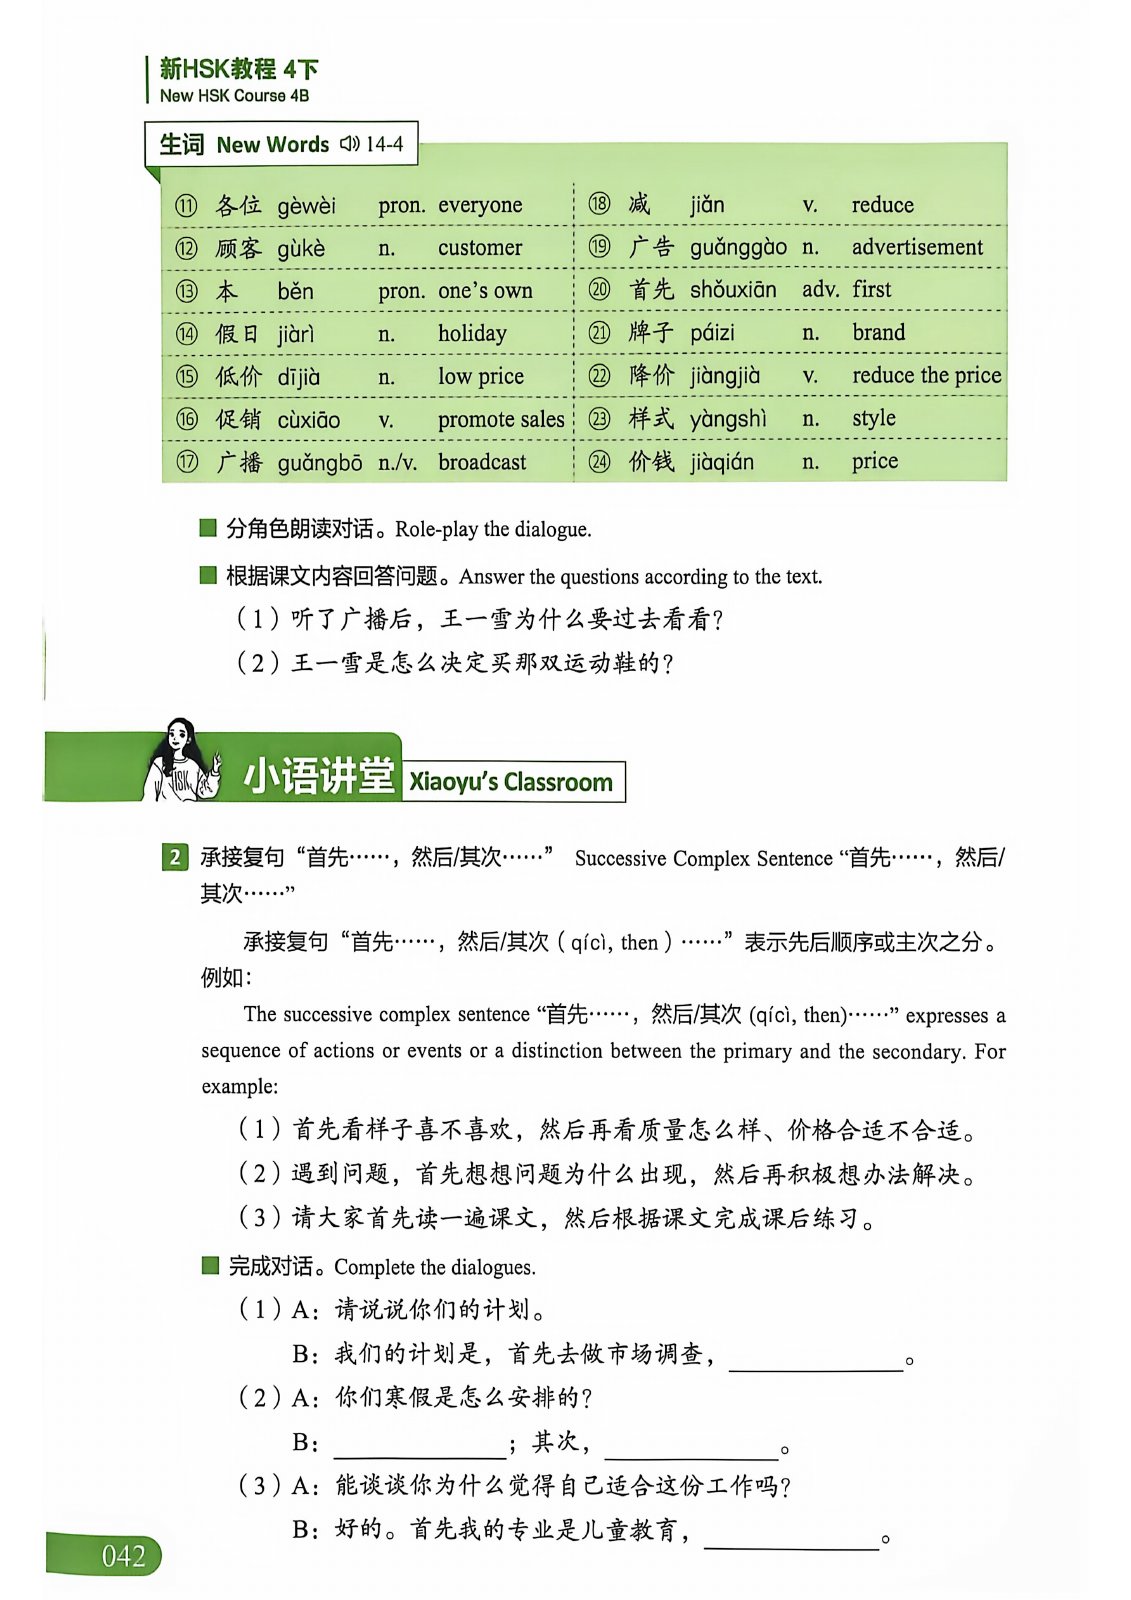 新HSK教程 4下
New HSK Course 4B
生词 New Words 14-4
⑪ 各位 gèwèi pron. everyone
⑫ 顾客 gùkè n. customer
⑬ 本 běn pron. one's own
⑭ 假日 jiàrì n. holiday
⑮ 低价 dījià n. low price
⑯ 促销 cùxiāo v. promote sales
⑰ 广播 guǎngbō n./v. broadcast
⑱ 减 jiǎn v. reduce
⑲ 广告 guǎnggào n. advertisement
⑳ 首先 shǒuxiān adv. first
㉑ 牌子 páizi n. brand
㉒ 降价 jiàngjià v. reduce the price
㉓ 样式 yàngshì n. style
㉔ 价钱 jiàqián n. price
分角色朗读对话。Role-play the dialogue.
根据课文内容回答问题。Answer the questions according to the text.
（1）听了广播后，王一雪为什么要过去看看？
（2）王一雪是怎么决定买那双运动鞋的？
HSK
小语讲堂 Xiaoyu's Classroom
2 承接复句“首先……，然后/其次……” Successive Complex Sentence “首先……，然后/
其次……”
承接复句“首先……，然后/其次（qícì, then）……”表示先后顺序或主次之分。
例如：
The successive complex sentence “首先……，然后/其次 (qícì, then)……” expresses a
sequence of actions or events or a distinction between the primary and the secondary. For
example:
（1）首先看样子喜不喜欢，然后再看质量怎么样、价格合适不合适。
（2）遇到问题，首先想想问题为什么出现，然后再积极想办法解决。
（3）请大家首先读一遍课文，然后根据课文完成课后练习。
完成对话。Complete the dialogues.
（1）A：请说说你们的计划。
B：我们的计划是，首先去做市场调查，____________。
（2）A：你们寒假是怎么安排的？
B：____________；其次，____________。
（3）A：能谈谈你为什么觉得自己适合这份工作吗？
B：好的。首先我的专业是儿童教育，____________。
042